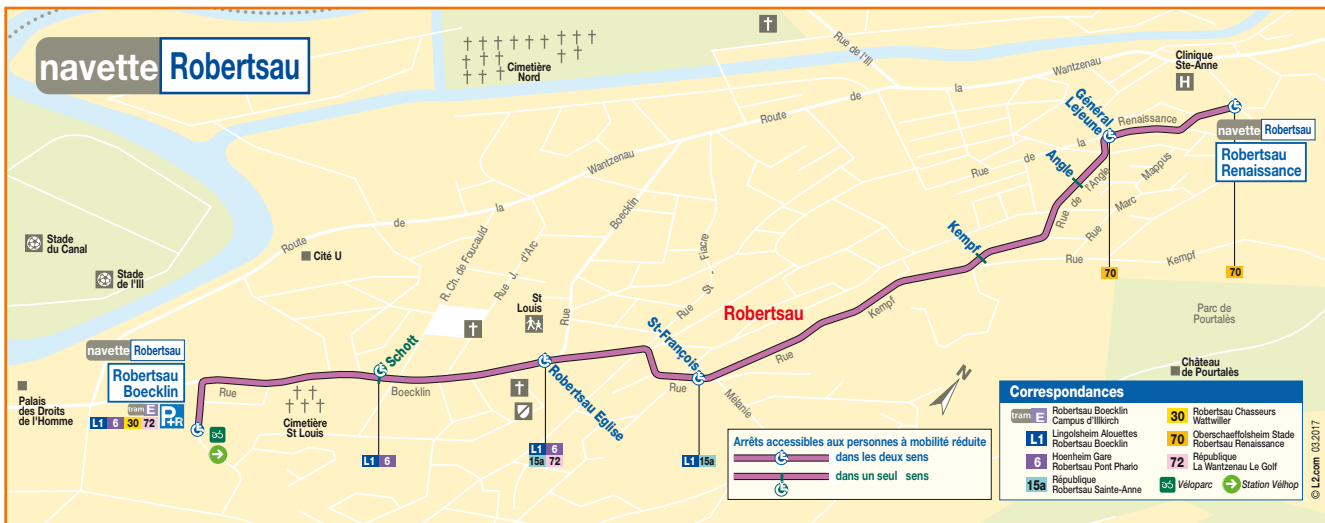 navette Robertsau
Cimetière
Nord
Rue de l'Ill
Route de la Wantzenau
Clinique
Ste-Anne
H
Général
Lejeune
Renaissance
navette Robertsau
Robertsau
Renaissance
Rue de la
Angle
Rue de l'Angle
Rue Marc Mappus
Kempf
Rue Kempf
70
70
Parc de
Pourtalès
Château
de Pourtalès
Stade
du Canal
Stade
de l'Ill
Route de la Wantzenau
Cité U
R. Ch. de Foucauld
Rue J. d'Arc
Rue Boecklin
Rue St - Fiacre
St
Louis
Robertsau
St-François
Rue Kempf
Rue Mélanie
Schott
Robertsau Eglise
navette Robertsau
Robertsau
Boecklin
tram E
L1 6 30 72
P+R
Palais
des Droits
de l'Homme
Rue Boecklin
Cimetière
St Louis
L1 6
L1 6
15a 72
L1 15a
N
Arrêts accessibles aux personnes à mobilité réduite
dans les deux sens
dans un seul sens
Correspondances
tram E Robertsau Boecklin
Campus d'Illkirch
L1 Lingolsheim Alouettes
Robertsau Boecklin
6 Hoenheim Gare
Robertsau Pont Phario
15a République
Robertsau Sainte-Anne
30 Robertsau Chasseurs
Wattwiller
70 Oberschaeffolsheim Stade
Robertsau Renaissance
72 République
La Wantzenau Le Golf
Véloparc
Station Vélhop
© L2.com 03.2017